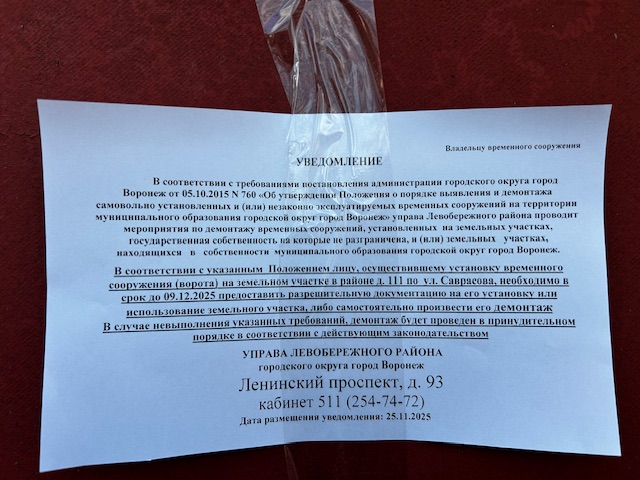 Владельцу временного сооружения
УВЕДОМЛЕНИЕ
В соответствии с требованиями постановления администрации городского округа город
Воронеж от 05.10.2015 N 760 «Об утверждении Положения о порядке выявления и демонтажа
самовольно установленных и (или) незаконно эксплуатируемых временных сооружений на территории
муниципального образования городской округ город Воронеж» управа Левобережного района проводит
мероприятия по демонтажу временных сооружений, установленных на земельных участках,
государственная собственность на которые не разграничена, и (или) земельных участках,
находящихся в собственности муниципального образования городской округ город Воронеж.
В соответствии с указанным Положением лицу, осуществившему установку временного
сооружения (ворота) на земельном участке в районе д. 111 по ул. Саврасова, необходимо в
срок до 09.12.2025 предоставить разрешительную документацию на его установку или
использование земельного участка, либо самостоятельно произвести его демонтаж
В случае невыполнения указанных требований, демонтаж будет проведен в принудительном
порядке в соответствии с действующим законодательством
УПРАВА ЛЕВОБЕРЕЖНОГО РАЙОНА
городского округа город Воронеж
Ленинский проспект, д. 93
кабинет 511 (254-74-72)
Дата размещения уведомления: 25.11.2025